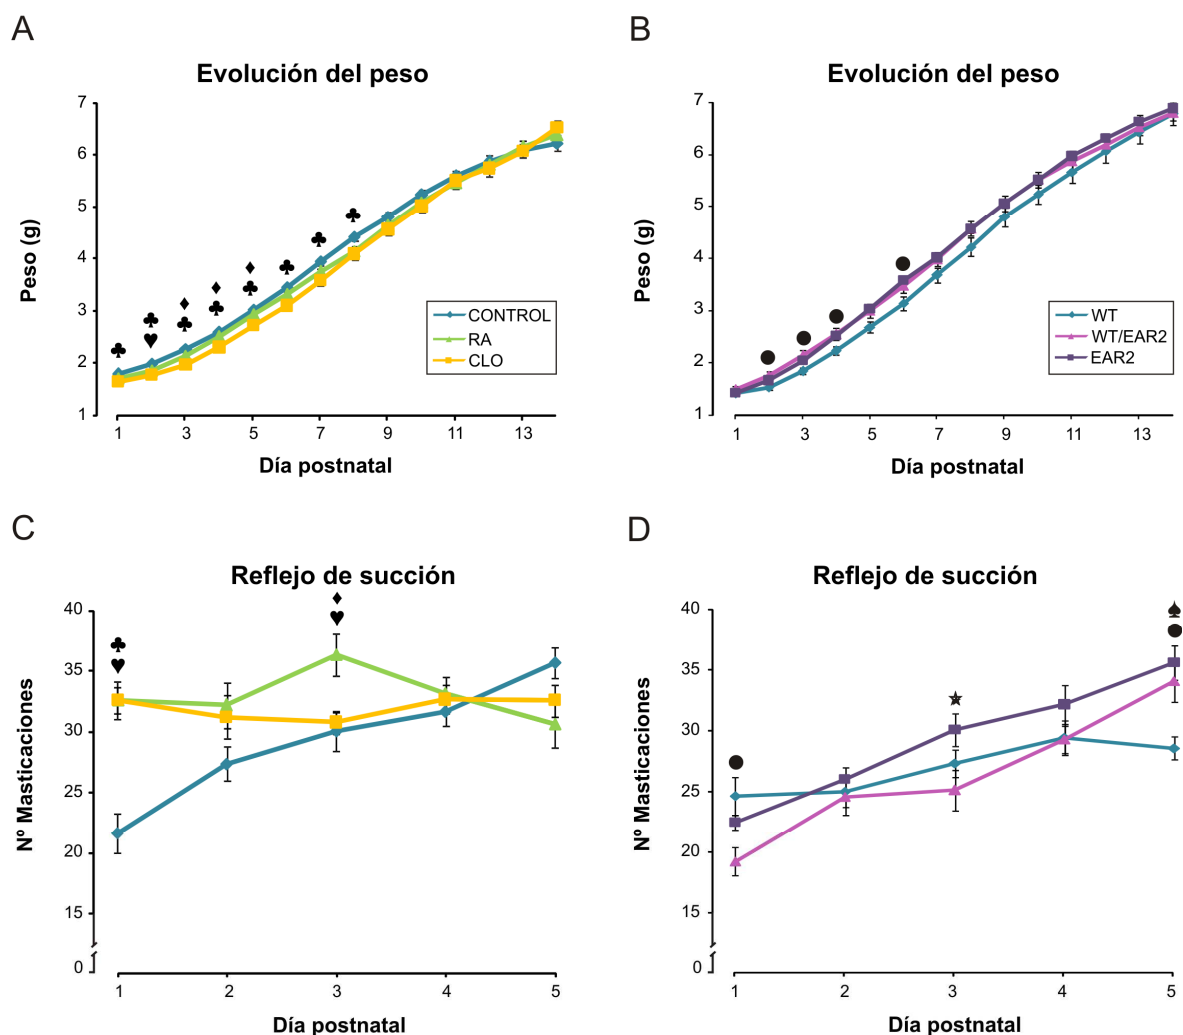 A
Evolución del peso
7
6
5
4
3
2
1
Peso (g)
♣ ♣ ♥ ♦ ♣ ♦ ♣ ♦ ♣ ♣ ♣ ♣
CONTROL
RA
CLO
1 3 5 7 9 11 13
Día postnatal
B
Evolución del peso
7
6
5
4
3
2
1
Peso (g)
● ● ● ●
WT
WT/EAR2
EAR2
1 3 5 7 9 11 13
Día postnatal
C
Reflejo de succión
40
35
30
25
20
15
0
Nº Masticaciones
♣ ♥ ♦ ♥
1 2 3 4 5
Día postnatal
D
Reflejo de succión
40
35
30
25
20
15
0
Nº Masticaciones
● ★ ♠ ●
1 2 3 4 5
Día postnatal